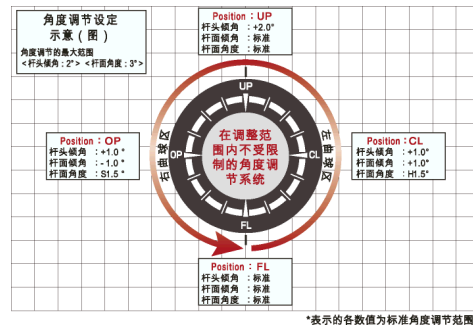 角度调节设定
示意（图）
角度调节的最大范围
<杆头倾角：2°> <杆面角度：3°>
Position：UP
杆头倾角 ：+2.0°
杆面倾角 ：标准
杆面角度 ：标准
UP
Position：OP
杆头倾角 ：+1.0 °
杆面倾角 ：-1.0 °
杆面角度 ：S1.5 °
右曲球区
OP
在调整范
围内不受限
制的角度调
节系统
CL
左曲球区
Position：CL
杆头倾角 ：+1.0°
杆面倾角 ：+1.0°
杆面角度 ：H1.5°
FL
Position：FL
杆头倾角 ：标准
杆面倾角 ：标准
杆面角度 ：标准
*表示的各数值为标准角度调节范围